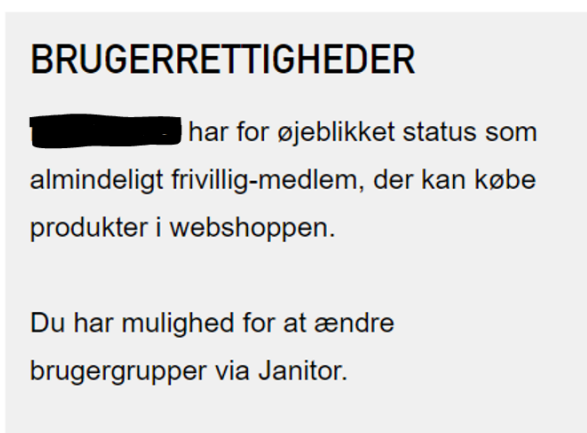 BRUGERRETTIGHEDER
har for øjeblikket status som
almindeligt frivillig-medlem, der kan købe
produkter i webshoppen.
Du har mulighed for at ændre
brugergrupper via Janitor.